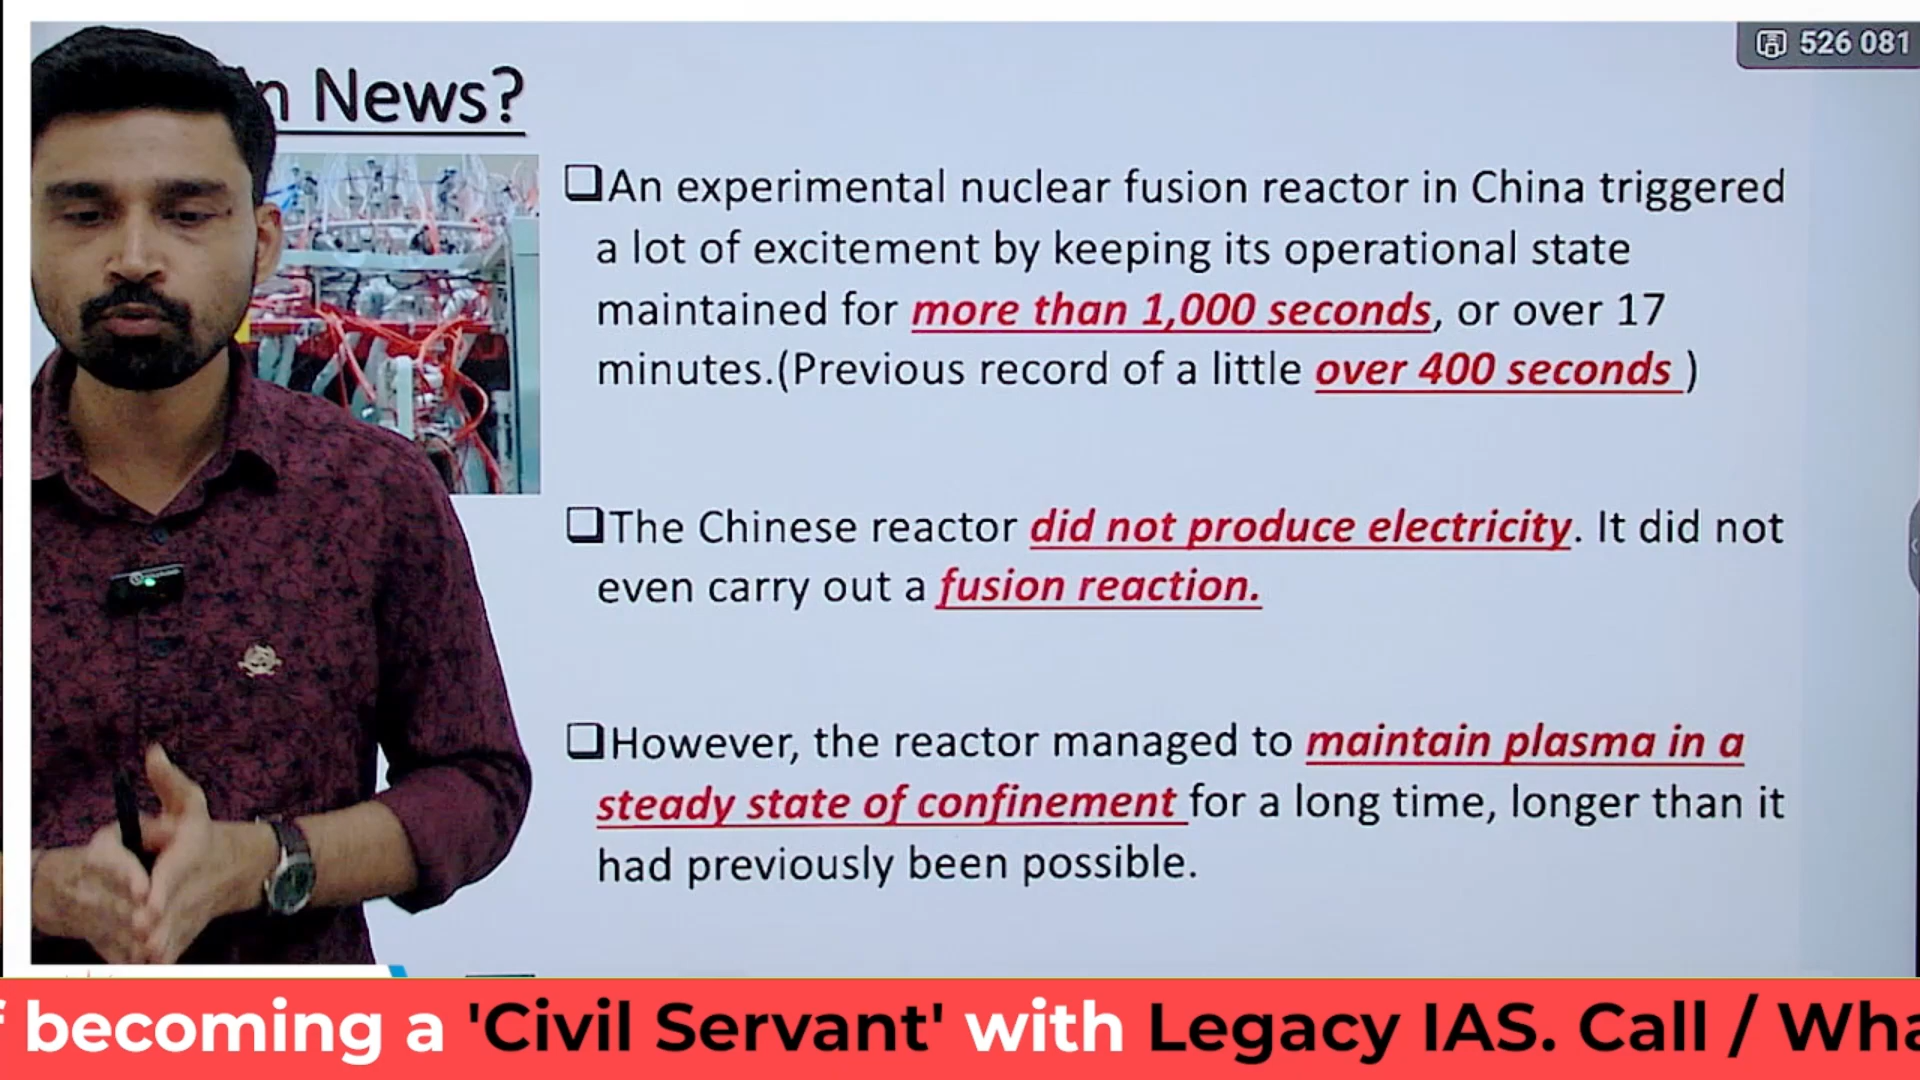 526 081
News?
❑An experimental nuclear fusion reactor in China triggered
a lot of excitement by keeping its operational state
maintained for more than 1,000 seconds, or over 17
minutes.(Previous record of a little over 400 seconds )
❑The Chinese reactor did not produce electricity. It did not
even carry out a fusion reaction.
❑However, the reactor managed to maintain plasma in a
steady state of confinement for a long time, longer than it
had previously been possible.
becoming a 'Civil Servant' with Legacy IAS. Call /